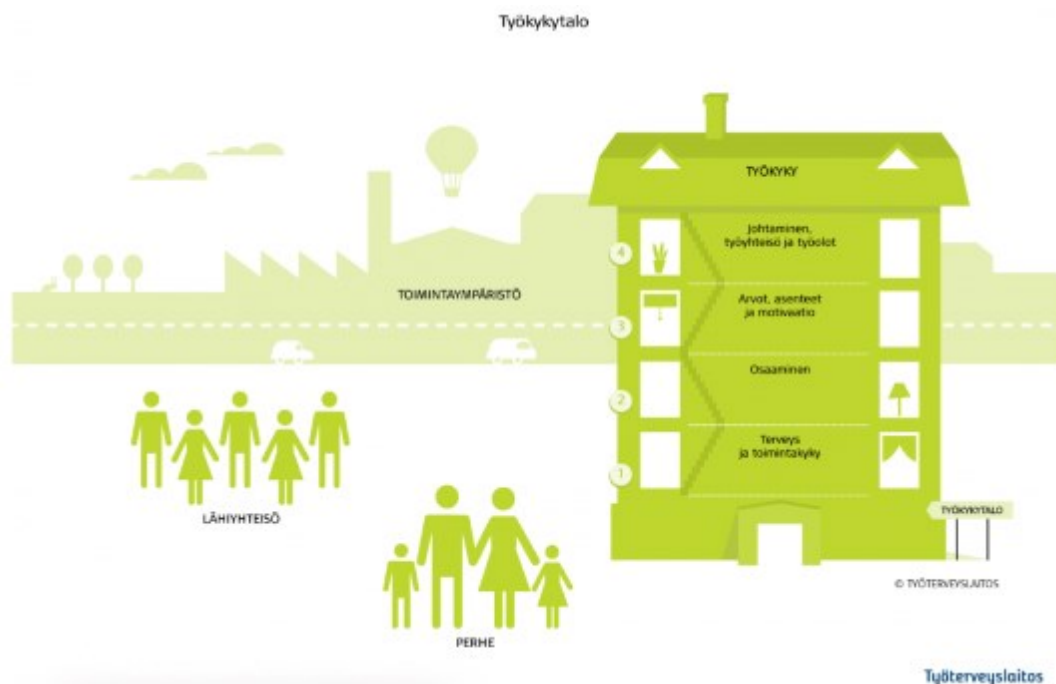 Työkykytalo
TYÖKYKY
Johtaminen,
työyhteisö ja työolot
4
TOIMINTAYMPÄRISTÖ
Arvot, asenteet
ja motivaatio
3
Osaaminen
2
Terveys
ja toimintakyky
1
LÄHIYHTEISÖ
TYÖKYKYTALO
© TYÖTERVEYSLAITOS
PERHE
Työterveyslaitos